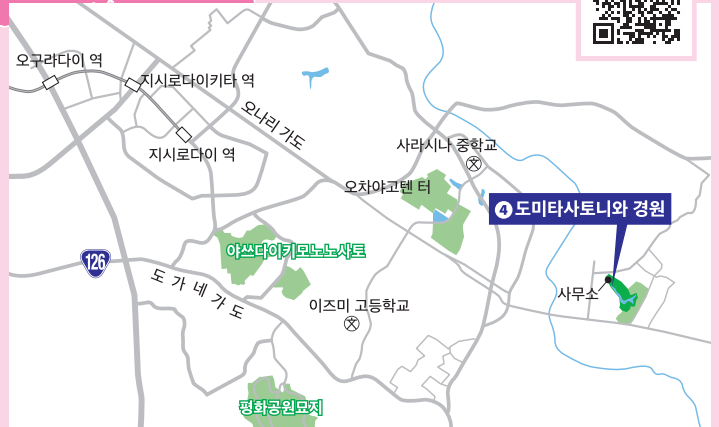 오구라다이 역
지시로다이키타 역
오나리 가도
지시로다이 역
사라시나 중학교
文
오차야고텐 터
4 도미타사토니와 경원
야쓰다이키모노노사토
126
사무소
도가네가도
이즈미 고등학교
文
평화공원묘지